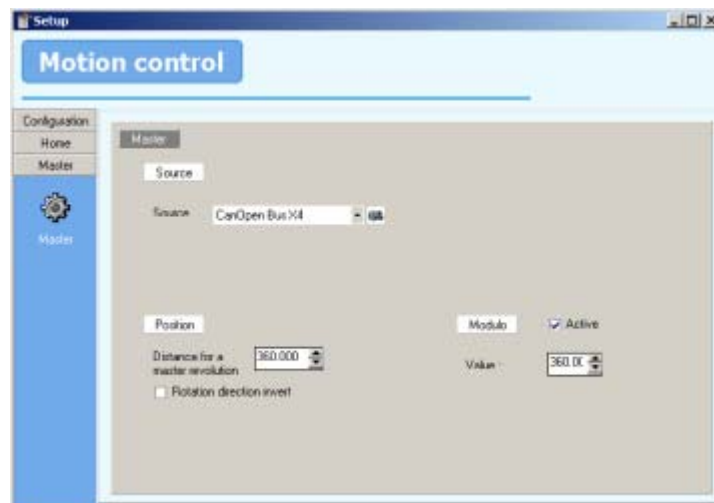 Setup
Motion control
Configuration
Home
Master
Master
Master
Source
Source
CanOpen Bus X4
Position
Modulo
Active
Distance for a
master revolution
360.000
Value :
360.0(
Rotation direction invert